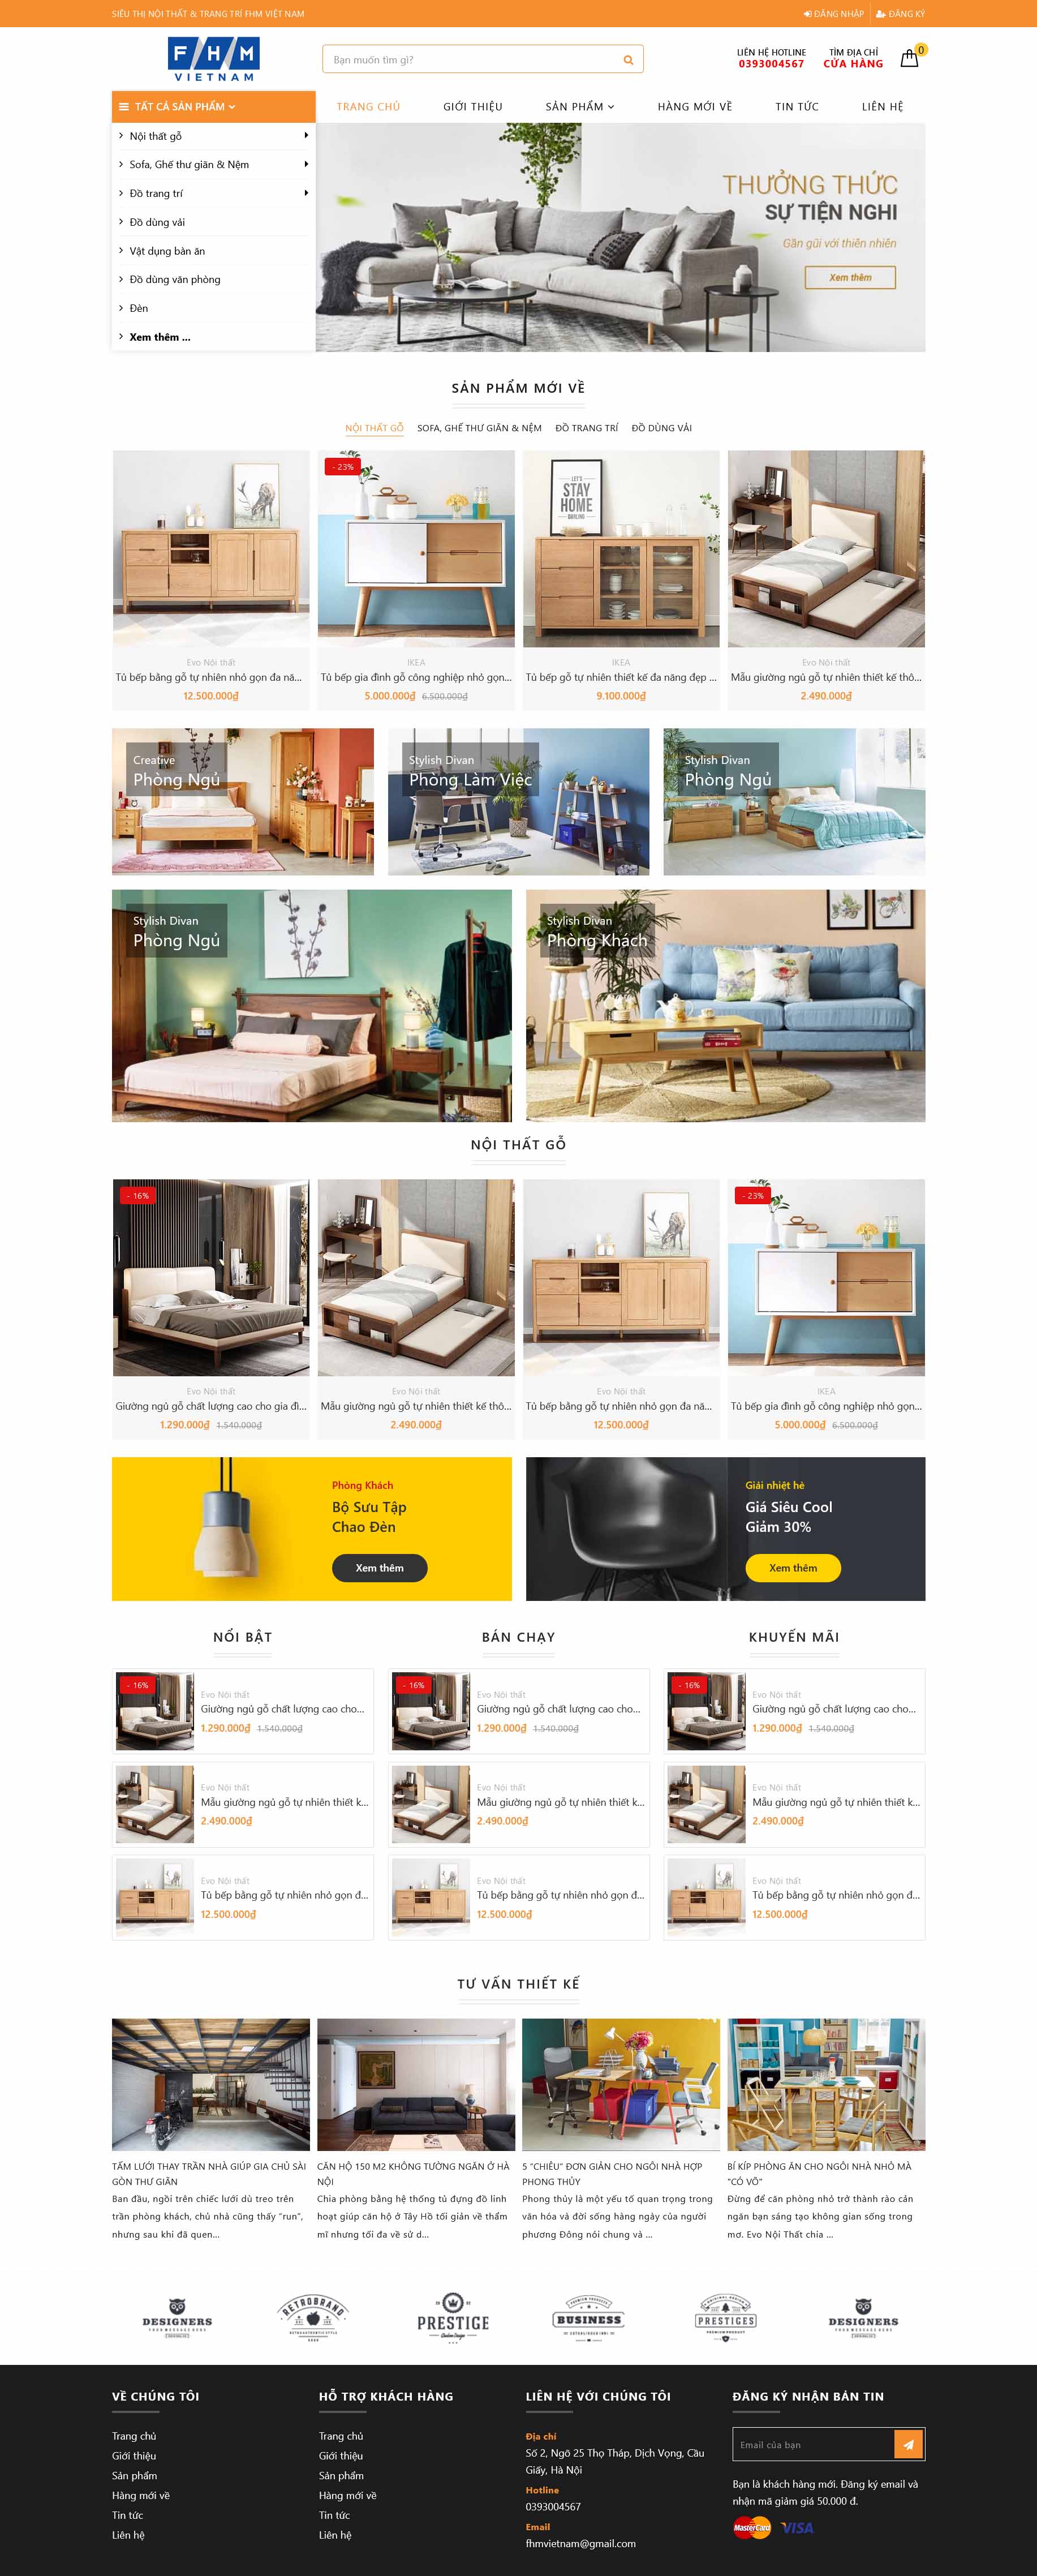 SIÊU THỊ NỘI THẤT & TRANG TRÍ FHM VIỆT NAM
ĐĂNG NHẬP
ĐĂNG KÝ
FHM
VIETNAM
Bạn muốn tìm gì?
LIÊN HỆ HOTLINE
0393004567
TÌM ĐỊA CHỈ
CỬA HÀNG
0
TẤT CẢ SẢN PHẨM
TRANG CHỦ
GIỚI THIỆU
SẢN PHẨM
HÀNG MỚI VỀ
TIN TỨC
LIÊN HỆ
Nội thất gỗ
Sofa, Ghế thư giãn & Nệm
Đồ trang trí
Đồ dùng vải
Vật dụng bàn ăn
Đồ dùng văn phòng
Đèn
Xem thêm ...
THƯỞNG THỨC
SỰ TIỆN NGHI
Gần gũi với thiên nhiên
Xem thêm
SẢN PHẨM MỚI VỀ
NỘI THẤT GỖ
SOFA, GHẾ THƯ GIÃN & NỆM
ĐỒ TRANG TRÍ
ĐỒ DÙNG VẢI
- 23%
LET'S
STAY
HOME
DARLING
Evo Nội thất
Tủ bếp bằng gỗ tự nhiên nhỏ gọn đa nă...
12.500.000₫
IKEA
Tủ bếp gia đình gỗ công nghiệp nhỏ gọn...
5.000.000₫ 6.500.000₫
IKEA
Tủ bếp gỗ tự nhiên thiết kế đa năng đẹp ...
9.100.000₫
Evo Nội thất
Mẫu giường ngủ gỗ tự nhiên thiết kế thô...
2.490.000₫
Creative
Phòng Ngủ
Stylish Divan
Phòng Làm Việc
Stylish Divan
Phòng Ngủ
Stylish Divan
Phòng Ngủ
Stylish Divan
Phòng Khách
NỘI THẤT GỖ
- 16%
- 23%
Evo Nội thất
Giường ngủ gỗ chất lượng cao cho gia đì...
1.290.000₫ 1.540.000₫
Evo Nội thất
Mẫu giường ngủ gỗ tự nhiên thiết kế thô...
2.490.000₫
Evo Nội thất
Tủ bếp bằng gỗ tự nhiên nhỏ gọn đa nă...
12.500.000₫
IKEA
Tủ bếp gia đình gỗ công nghiệp nhỏ gọn...
5.000.000₫ 6.500.000₫
Phòng Khách
Bộ Sưu Tập
Chao Đèn
Xem thêm
Giải nhiệt hè
Giá Siêu Cool
Giảm 30%
Xem thêm
NỔI BẬT
- 16%
Evo Nội thất
Giường ngủ gỗ chất lượng cao cho...
1.290.000₫ 1.540.000₫
Evo Nội thất
Mẫu giường ngủ gỗ tự nhiên thiết k...
2.490.000₫
Evo Nội thất
Tủ bếp bằng gỗ tự nhiên nhỏ gọn đ...
12.500.000₫
BÁN CHẠY
- 16%
Evo Nội thất
Giường ngủ gỗ chất lượng cao cho...
1.290.000₫ 1.540.000₫
Evo Nội thất
Mẫu giường ngủ gỗ tự nhiên thiết k...
2.490.000₫
Evo Nội thất
Tủ bếp bằng gỗ tự nhiên nhỏ gọn đ...
12.500.000₫
KHUYẾN MÃI
- 16%
Evo Nội thất
Giường ngủ gỗ chất lượng cao cho...
1.290.000₫ 1.540.000₫
Evo Nội thất
Mẫu giường ngủ gỗ tự nhiên thiết k...
2.490.000₫
Evo Nội thất
Tủ bếp bằng gỗ tự nhiên nhỏ gọn đ...
12.500.000₫
TƯ VẤN THIẾT KẾ
TẤM LƯỚI THAY TRẦN NHÀ GIÚP GIA CHỦ SÀI
GÒN THƯ GIÃN
Ban đầu, ngồi trên chiếc lưới dù treo trên
trần phòng khách, chủ nhà cũng thấy "run",
nhưng sau khi đã quen...
CĂN HỘ 150 M2 KHÔNG TƯỜNG NGĂN Ở HÀ
NỘI
Chia phòng bằng hệ thống tủ đựng đồ linh
hoạt giúp căn hộ ở Tây Hồ tối giản về thẩm
mĩ nhưng tối đa về sử d...
5 "CHIÊU" ĐƠN GIẢN CHO NGÔI NHÀ HỢP
PHONG THỦY
Phong thủy là một yếu tố quan trọng trong
văn hóa và đời sống hàng ngày của người
phương Đông nói chung và ...
BÍ KÍP PHÒNG ĂN CHO NGÔI NHÀ NHỎ MÀ
"CÓ VÕ"
Đừng để căn phòng nhỏ trở thành rào cản
ngăn bạn sáng tạo không gian sống trong
mơ. Evo Nội Thất chia ...
DESIGNERS
RETROBRAND
PRESTIGE
BUSINESS
PRESTIGES
DESIGNERS
VỀ CHÚNG TÔI
Trang chủ
Giới thiệu
Sản phẩm
Hàng mới về
Tin tức
Liên hệ
HỖ TRỢ KHÁCH HÀNG
Trang chủ
Giới thiệu
Sản phẩm
Hàng mới về
Tin tức
Liên hệ
LIÊN HỆ VỚI CHÚNG TÔI
Địa chỉ
Số 2, Ngõ 25 Thọ Tháp, Dịch Vọng, Cầu
Giấy, Hà Nội
Hotline
0393004567
Email
fhmvietnam@gmail.com
ĐĂNG KÝ NHẬN BẢN TIN
Email của bạn
Bạn là khách hàng mới. Đăng ký email và
nhận mã giảm giá 50.000 đ.
MasterCard
VISA